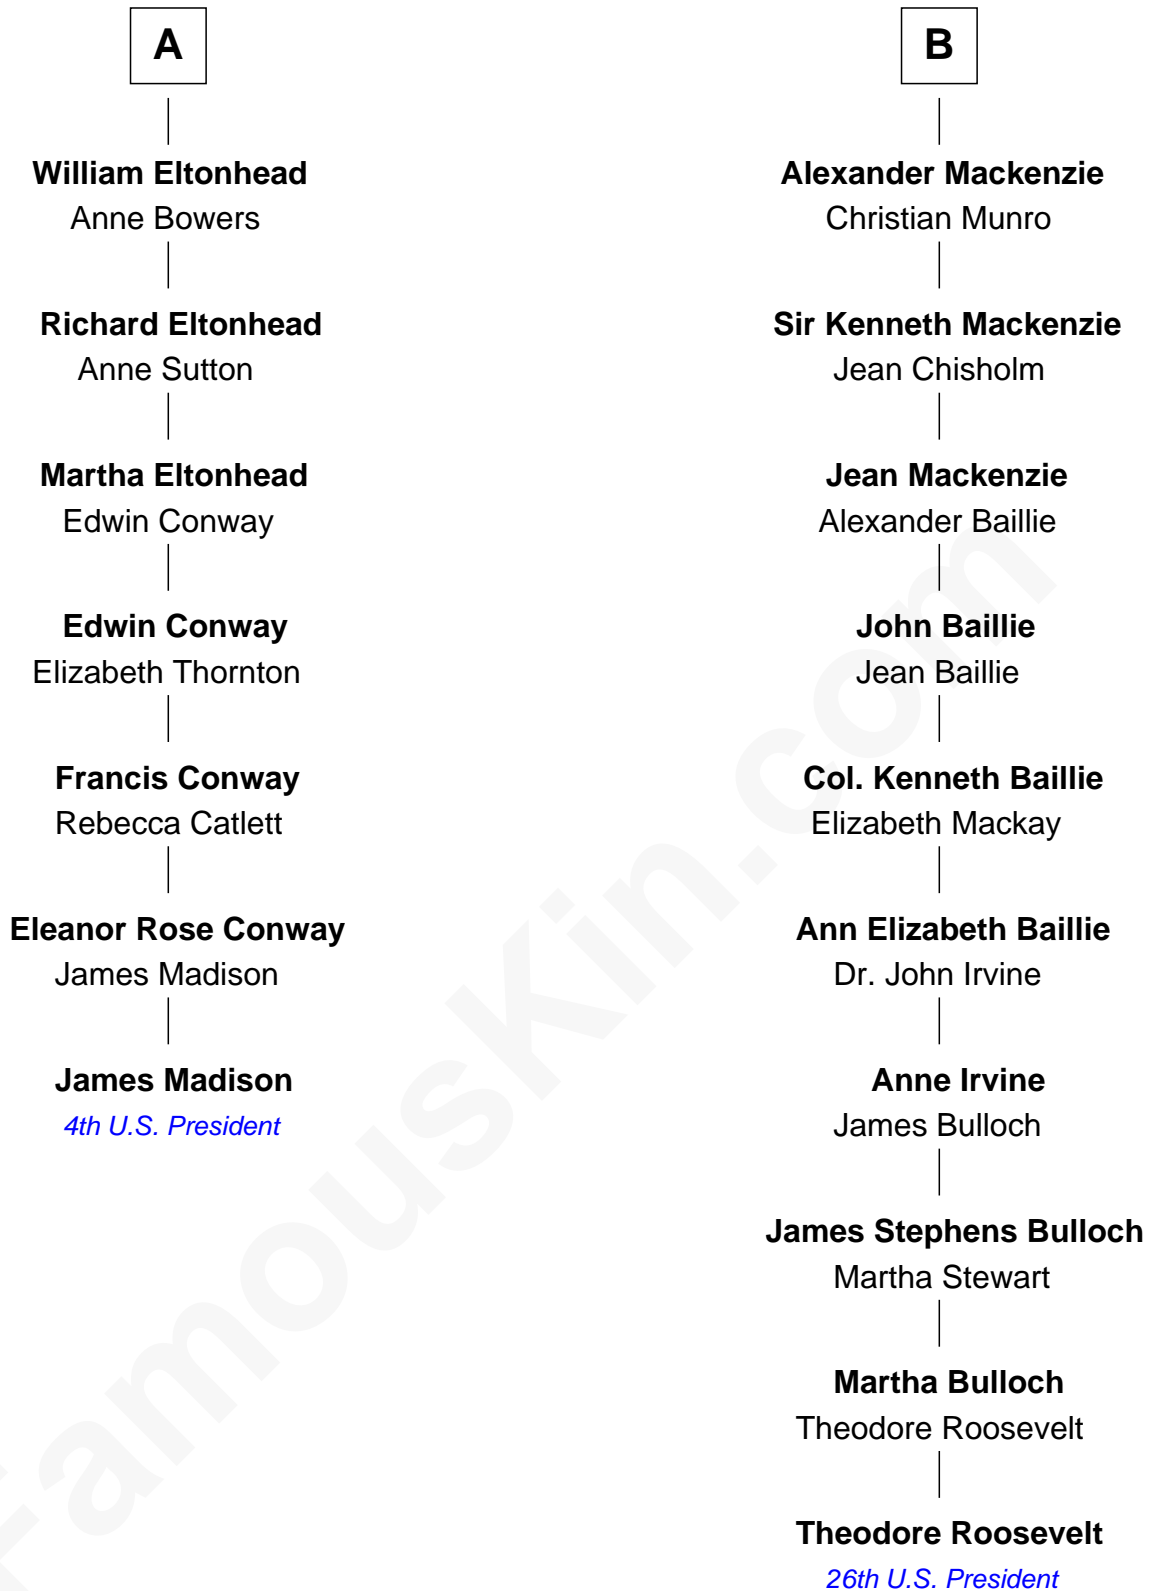 A
William Eltonhead
Anne Bowers
Richard Eltonhead
Anne Sutton
Martha Eltonhead
Edwin Conway
Edwin Conway
Elizabeth Thornton
Francis Conway
Rebecca Catlett
Eleanor Rose Conway
James Madison
James Madison
4th U.S. President
B
Alexander Mackenzie
Christian Munro
Sir Kenneth Mackenzie
Jean Chisholm
Jean Mackenzie
Alexander Baillie
John Baillie
Jean Baillie
Col. Kenneth Baillie
Elizabeth Mackay
Ann Elizabeth Baillie
Dr. John Irvine
Anne Irvine
James Bulloch
James Stephens Bulloch
Martha Stewart
Martha Bulloch
Theodore Roosevelt
Theodore Roosevelt
26th U.S. President
FamousKin.com